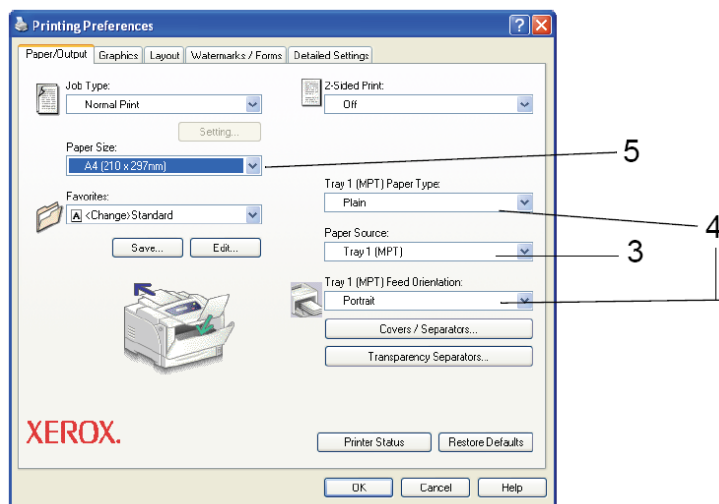 Printing Preferences
Paper/Output Graphics Layout Watermarks / Forms Detailed Settings
Job Type:
Normal Print
Setting...
Paper Size:
A4 (210 x 297mm)
Favorites:
A <Change>Standard
Save... Edit...
2-Sided Print:
Off
Tray 1 (MPT) Paper Type:
Plain
Paper Source:
Tray 1 (MPT)
Tray 1 (MPT) Feed Orientation:
Portrait
Covers / Separators...
Transparency Separators...
5
4
3
XEROX.
Printer Status Restore Defaults
OK Cancel Help